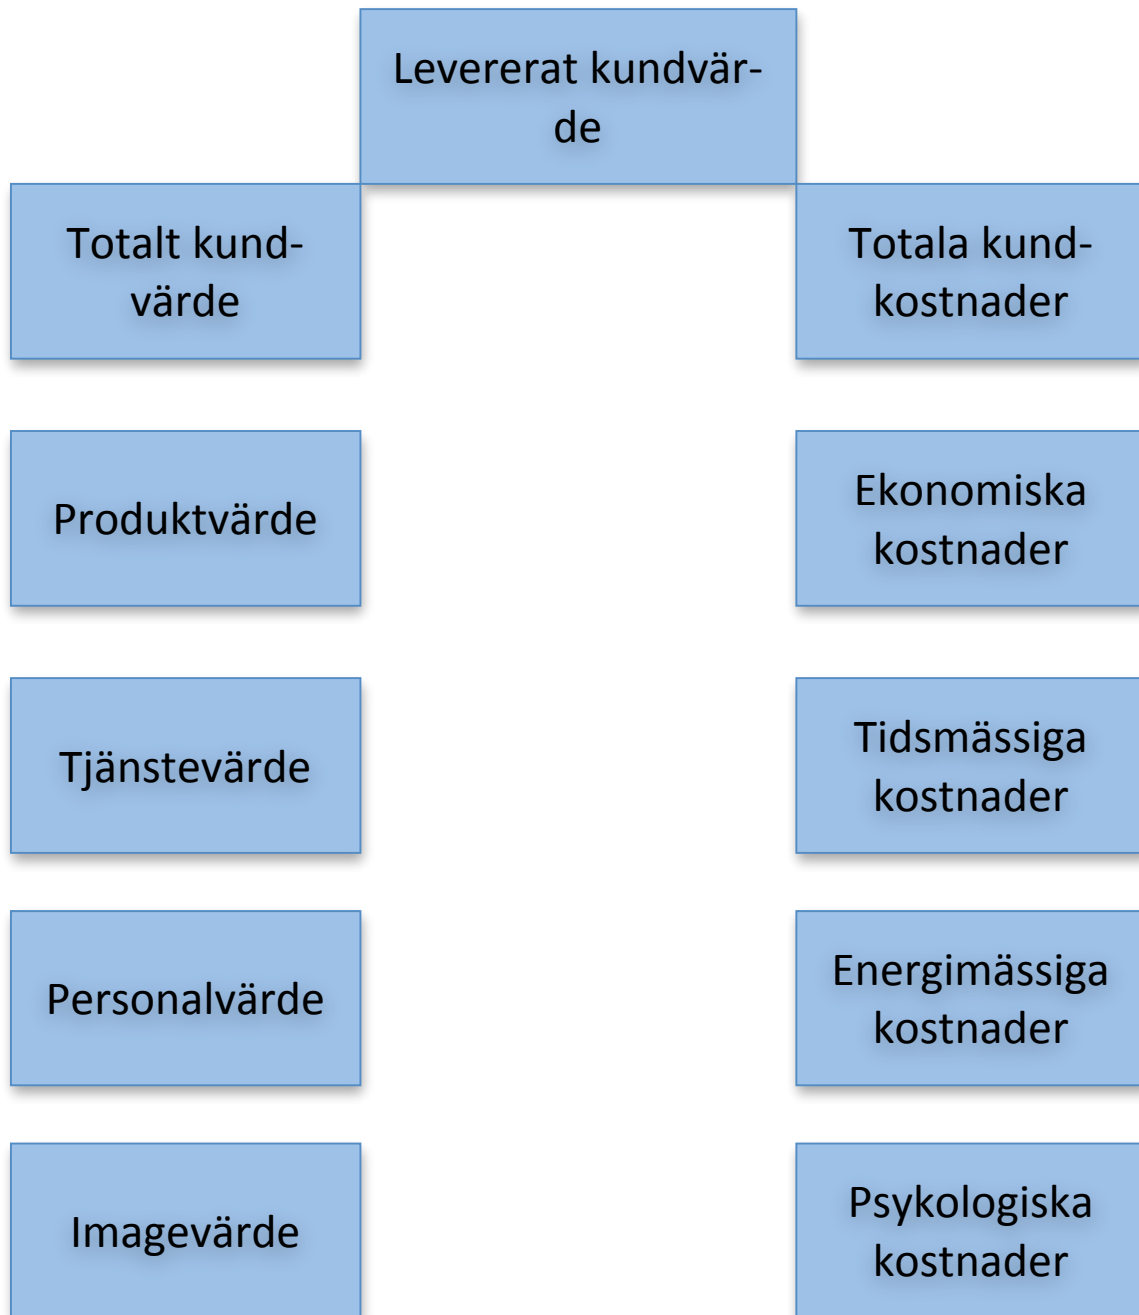 Levererat kundvär-
de
Totalt kund-
värde
Totala kund-
kostnader
Produktvärde
Ekonomiska
kostnader
Tjänstevärde
Tidsmässiga
kostnader
Personalvärde
Energimässiga
kostnader
Imagevärde
Psykologiska
kostnader